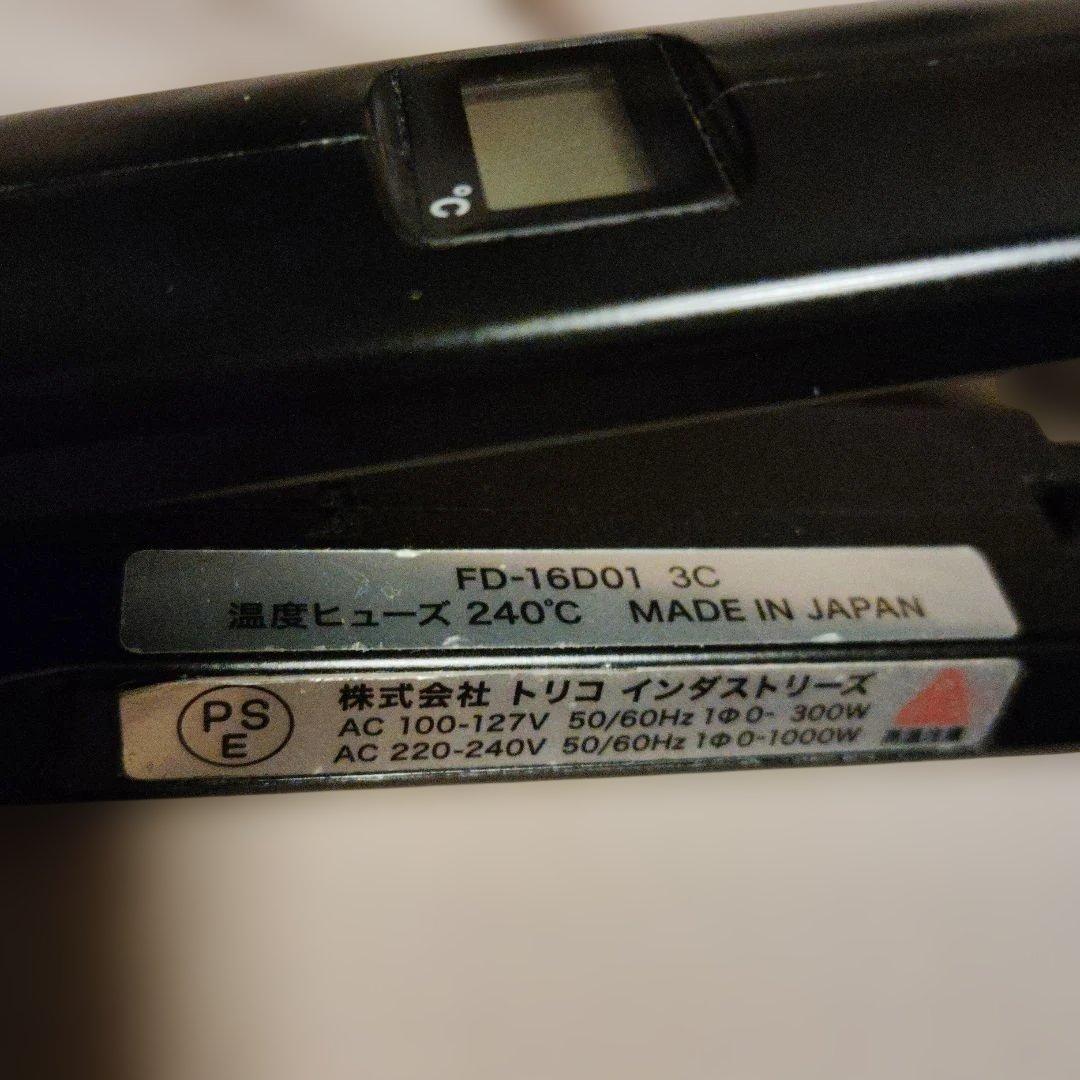 °C
FD-16D01 3C
温度ヒューズ 240℃ MADE IN JAPAN
PS
E
株式会社 トリコ インダストリーズ
AC 100-127V 50/60Hz 1Φ 0- 300W
AC 220-240V 50/60Hz 1Φ 0-1000W